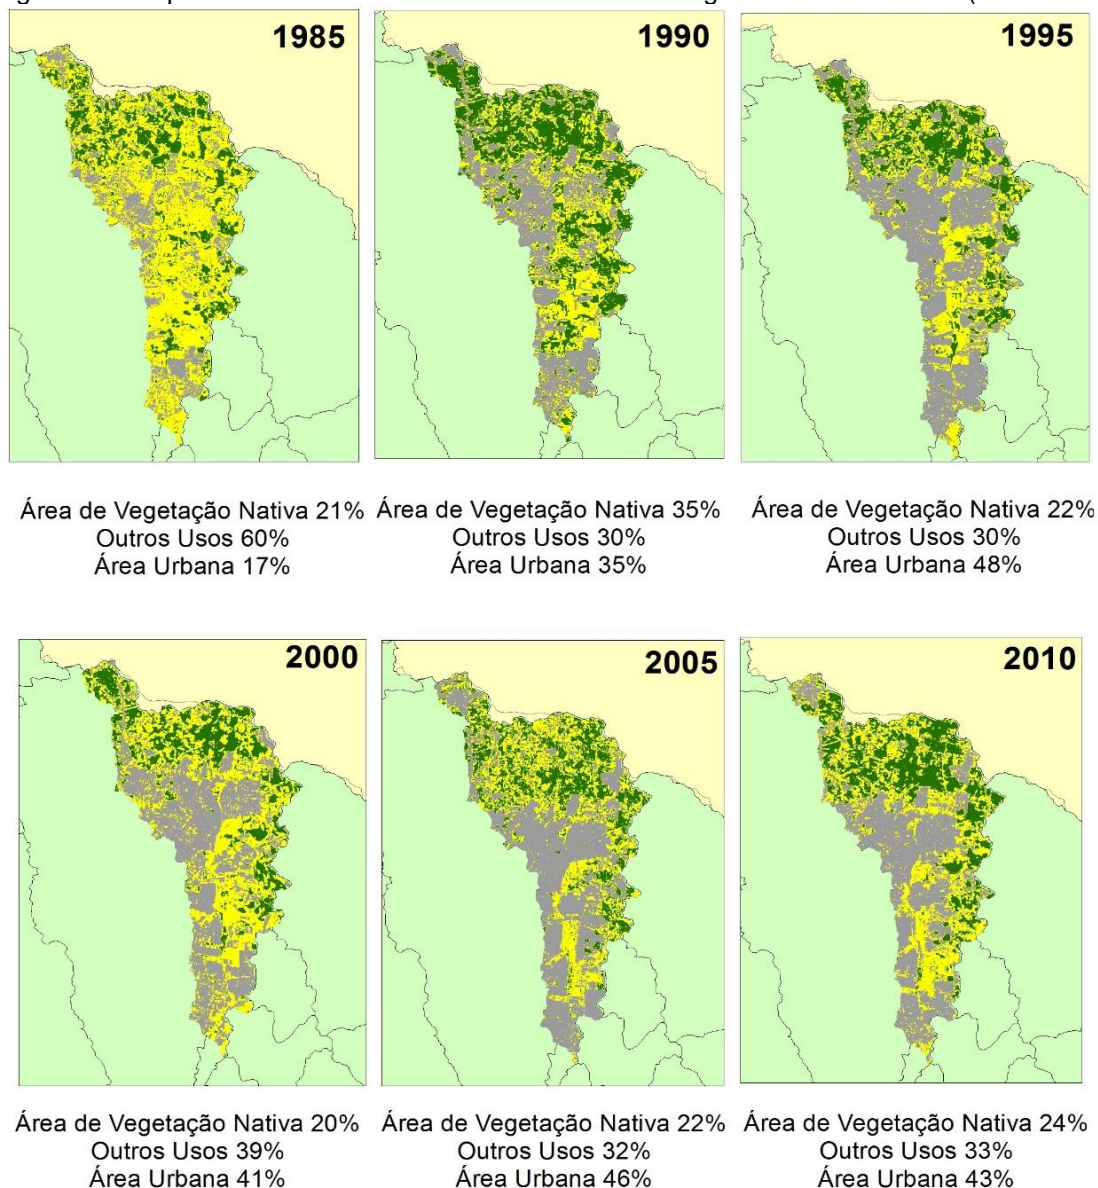 1985
1990
1995
Área de Vegetação Nativa 21%
Outros Usos 60%
Área Urbana 17%
Área de Vegetação Nativa 35%
Outros Usos 30%
Área Urbana 35%
Área de Vegetação Nativa 22%
Outros Usos 30%
Área Urbana 48%
2000
2005
2010
Área de Vegetação Nativa 20%
Outros Usos 39%
Área Urbana 41%
Área de Vegetação Nativa 22%
Outros Usos 32%
Área Urbana 46%
Área de Vegetação Nativa 24%
Outros Usos 33%
Área Urbana 43%